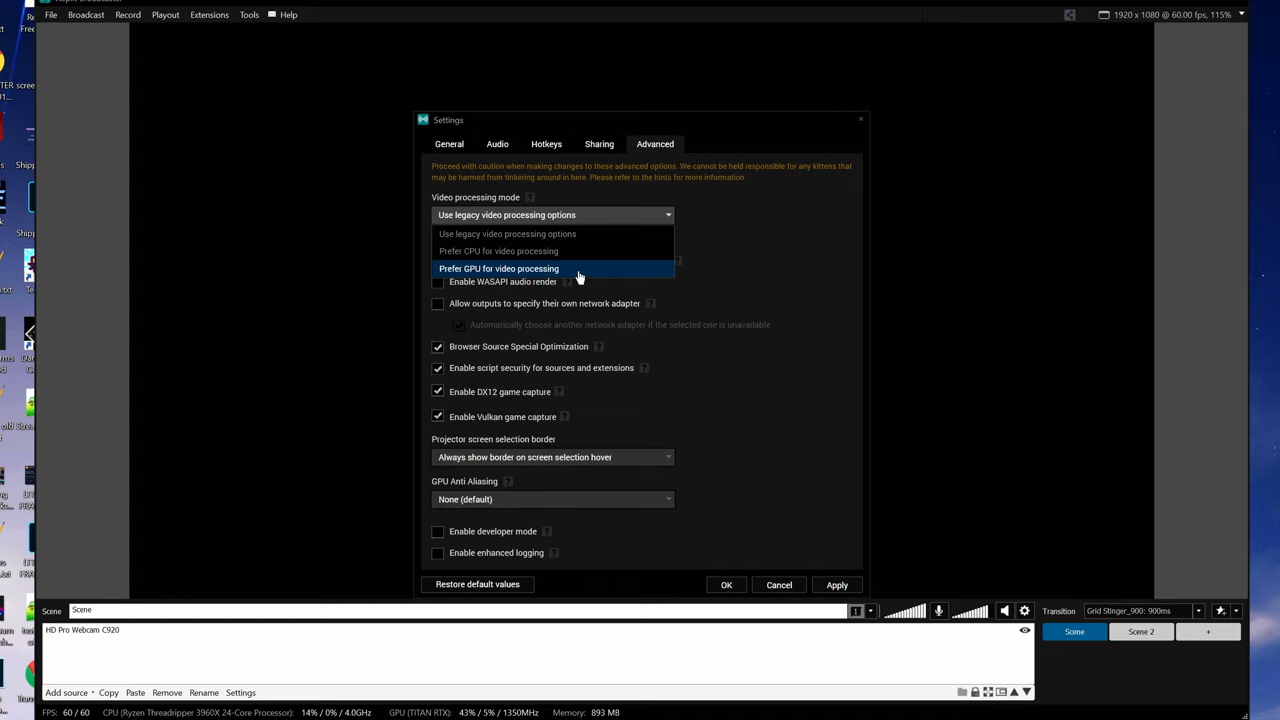 File Broadcast Record Playout Extensions Tools Help 1920 x 1080 @ 60.00 fps, 115%
Settings
General Audio Hotkeys Sharing Advanced
Proceed with caution when making changes to these advanced options. We cannot be held responsible for any kittens that
may be harmed from tinkering around in here. Please refer to the hints for more information.
Video processing mode ?
Use legacy video processing options
Use legacy video processing options
Prefer CPU for video processing
Prefer GPU for video processing
Enable WASAPI audio render ?
Allow outputs to specify their own network adapter ?
Automatically choose another network adapter if the selected one is unavailable
Browser Source Special Optimization ?
Enable script security for sources and extensions ?
Enable DX12 game capture ?
Enable Vulkan game capture ?
Projector screen selection border
Always show border on screen selection hover
GPU Anti Aliasing ?
None (default)
Enable developer mode ?
Enable enhanced logging ?
Restore default values OK Cancel Apply
Scene Scene 1 Transition Grid Stinger_900: 900ms
HD Pro Webcam C920 Scene Scene 2 +
Add source Copy Paste Remove Rename Settings
FPS: 60 / 60 CPU (Ryzen Threadripper 3960X 24-Core Processor): 14% / 0% / 4.0GHz GPU (TITAN RTX): 43% / 5% / 1350MHz Memory: 893 MB